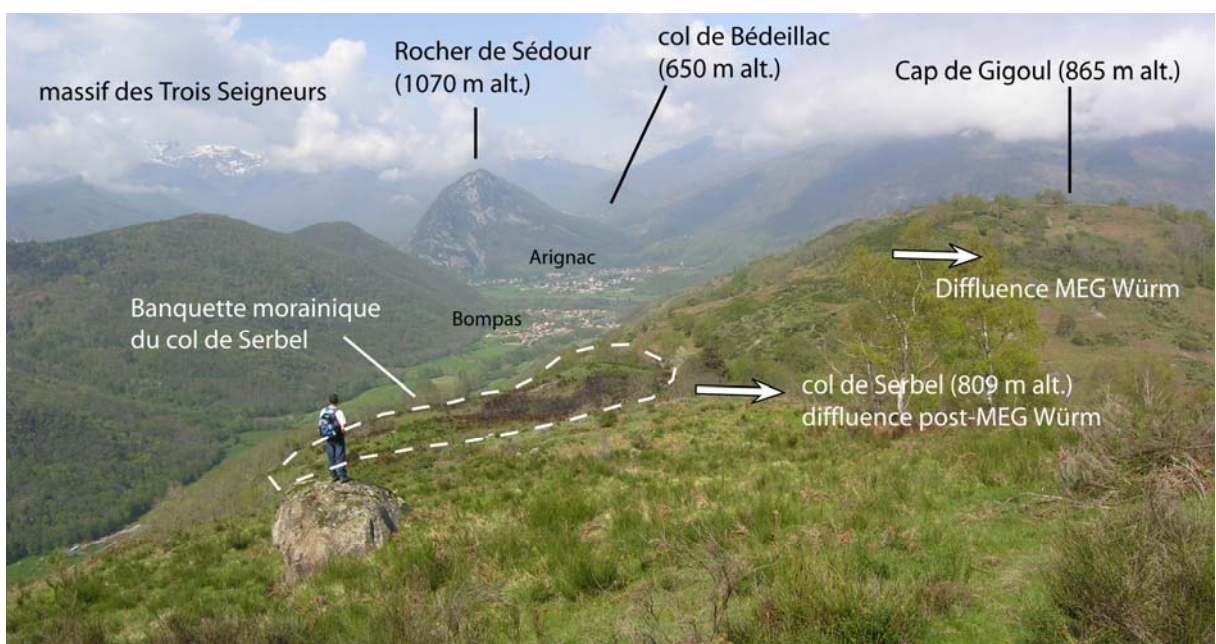 massif des Trois Seigneurs
Rocher de Sédour
(1070 m alt.)
col de Bédeillac
(650 m alt.)
Cap de Gigoul (865 m alt.)
Arignac
Diffluence MEG Würm
Banquette morainique
du col de Serbel
Bompas
col de Serbel (809 m alt.)
diffluence post-MEG Würm